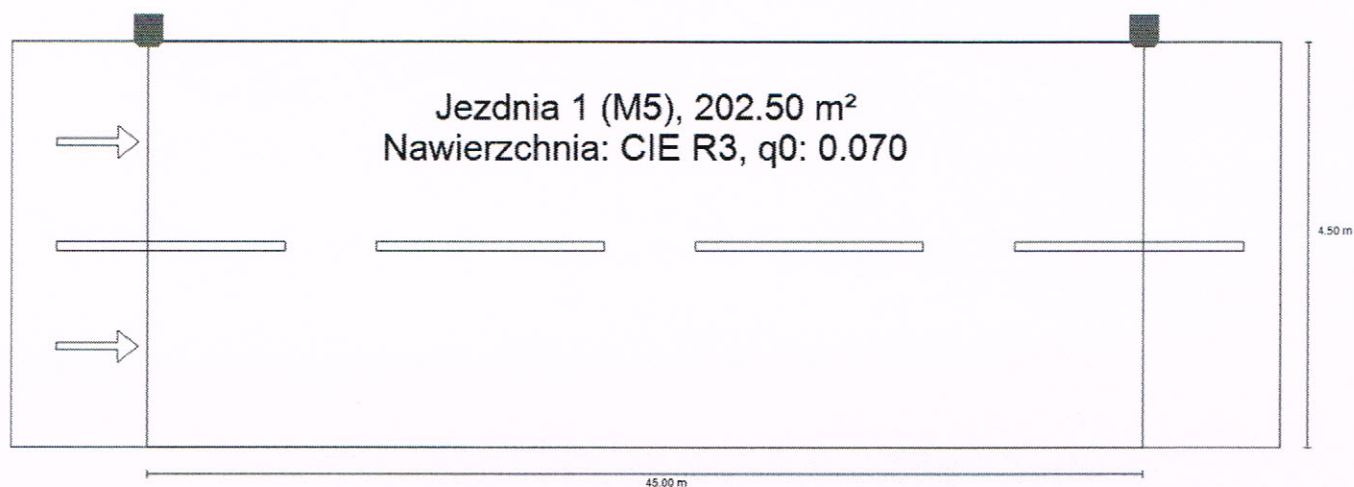 Jezdnia 1 (M5), 202.50 m²
Nawierzchnia: CIE R3, q0: 0.070
4.50 m
45.00 m